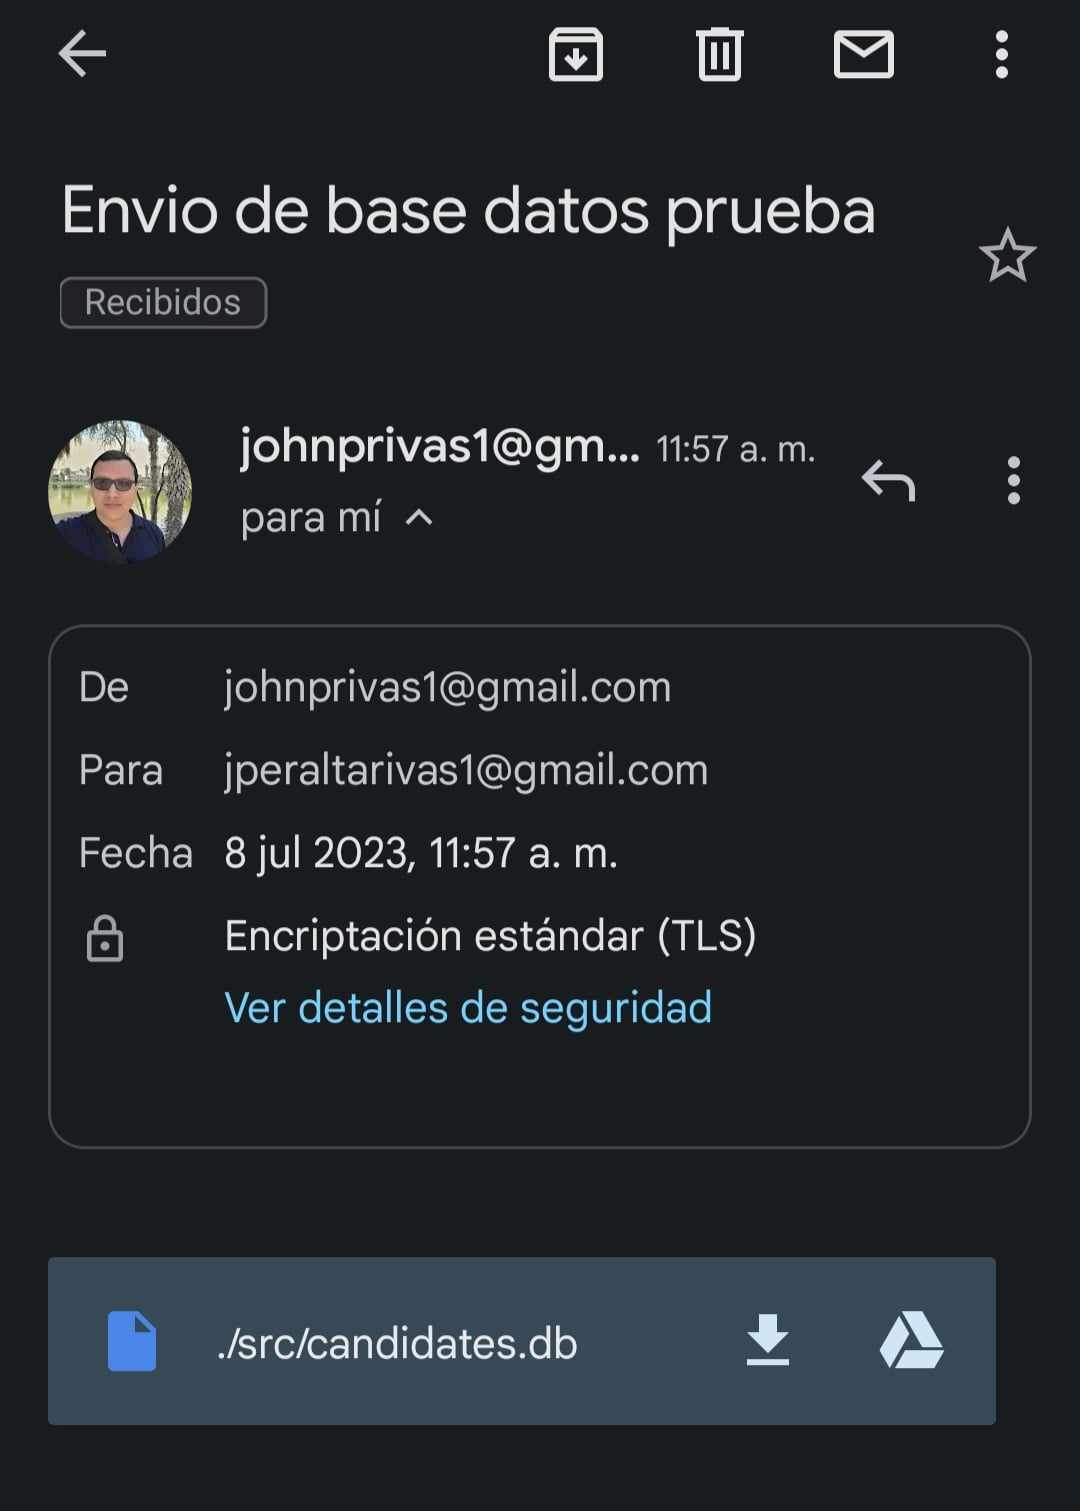 Envio de base datos prueba
Recibidos
johnprivas1@gm... 11:57 a. m.
para mí
De johnprivas1@gmail.com
Para jperaltarivas1@gmail.com
Fecha 8 jul 2023, 11:57 a. m.
Encriptación estándar (TLS)
Ver detalles de seguridad
./src/candidates.db